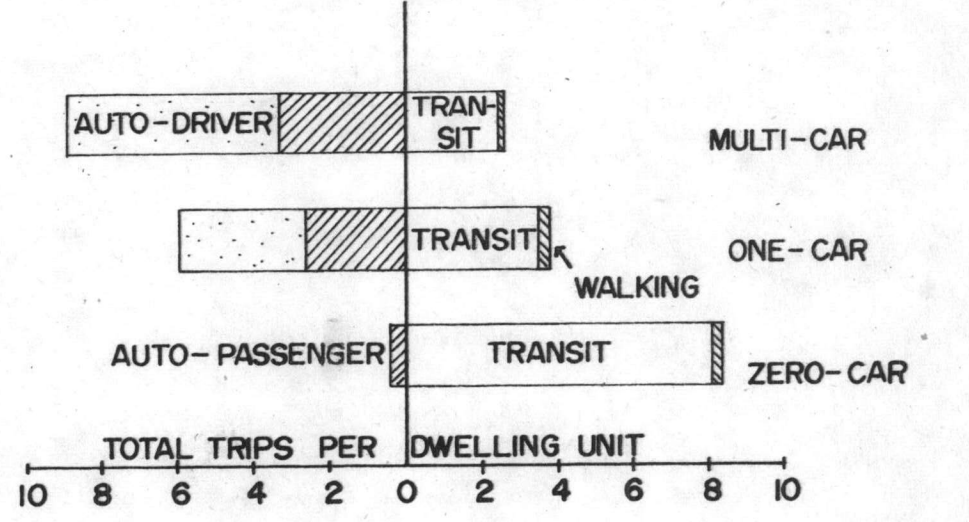 AUTO-DRIVER
TRAN-
SIT
MULTI-CAR
TRANSIT
ONE-CAR
WALKING
AUTO-PASSENGER
TRANSIT
ZERO-CAR
TOTAL TRIPS PER DWELLING UNIT
10 8 6 4 2 0 2 4 6 8 10